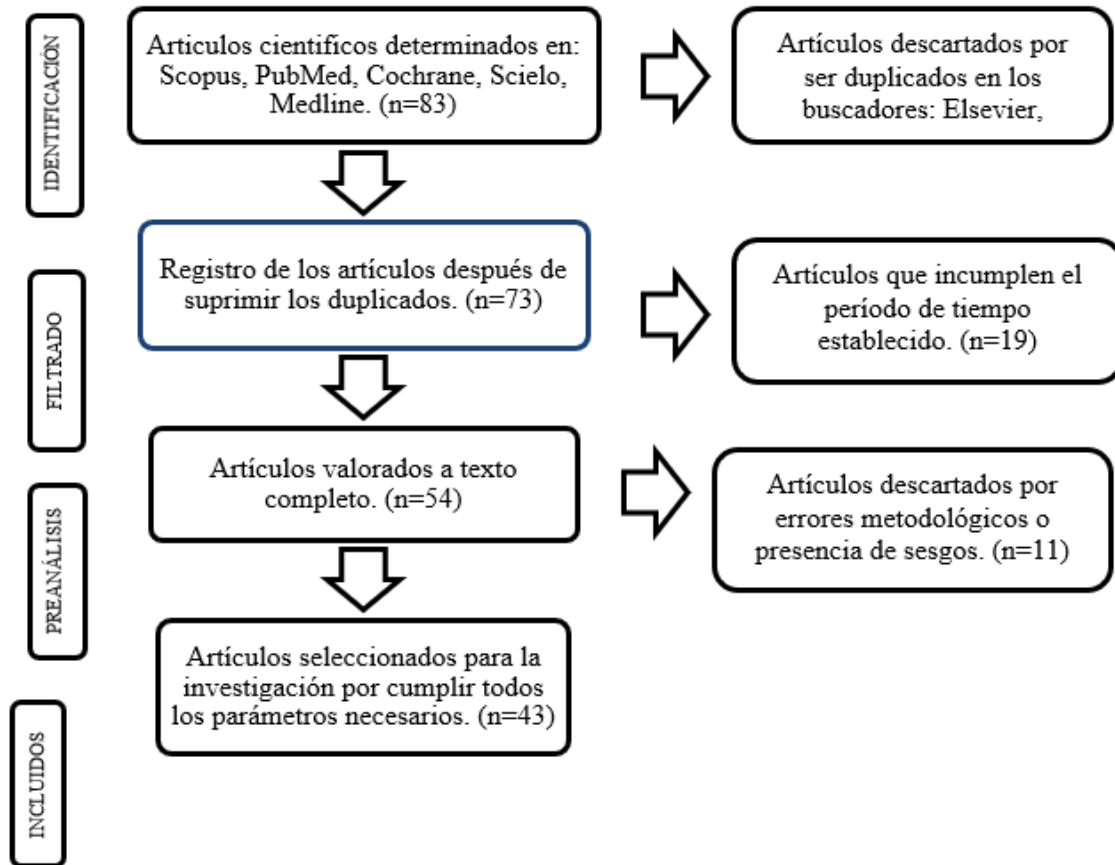 IDENTIFICACIÓN
Articulos cientificos determinados en:
Scopus, PubMed, Cochrane, Scielo,
Medline. (n=83)
Artículos descartados por
ser duplicados en los
buscadores: Elsevier,
FILTRADO
Registro de los artículos después de
suprimir los duplicados. (n=73)
Artículos que incumplen el
período de tiempo
establecido. (n=19)
PREANÁLISIS
Artículos valorados a texto
completo. (n=54)
Artículos descartados por
errores metodológicos o
presencia de sesgos. (n=11)
INCLUIDOS
Artículos seleccionados para la
investigación por cumplir todos
los parámetros necesarios. (n=43)